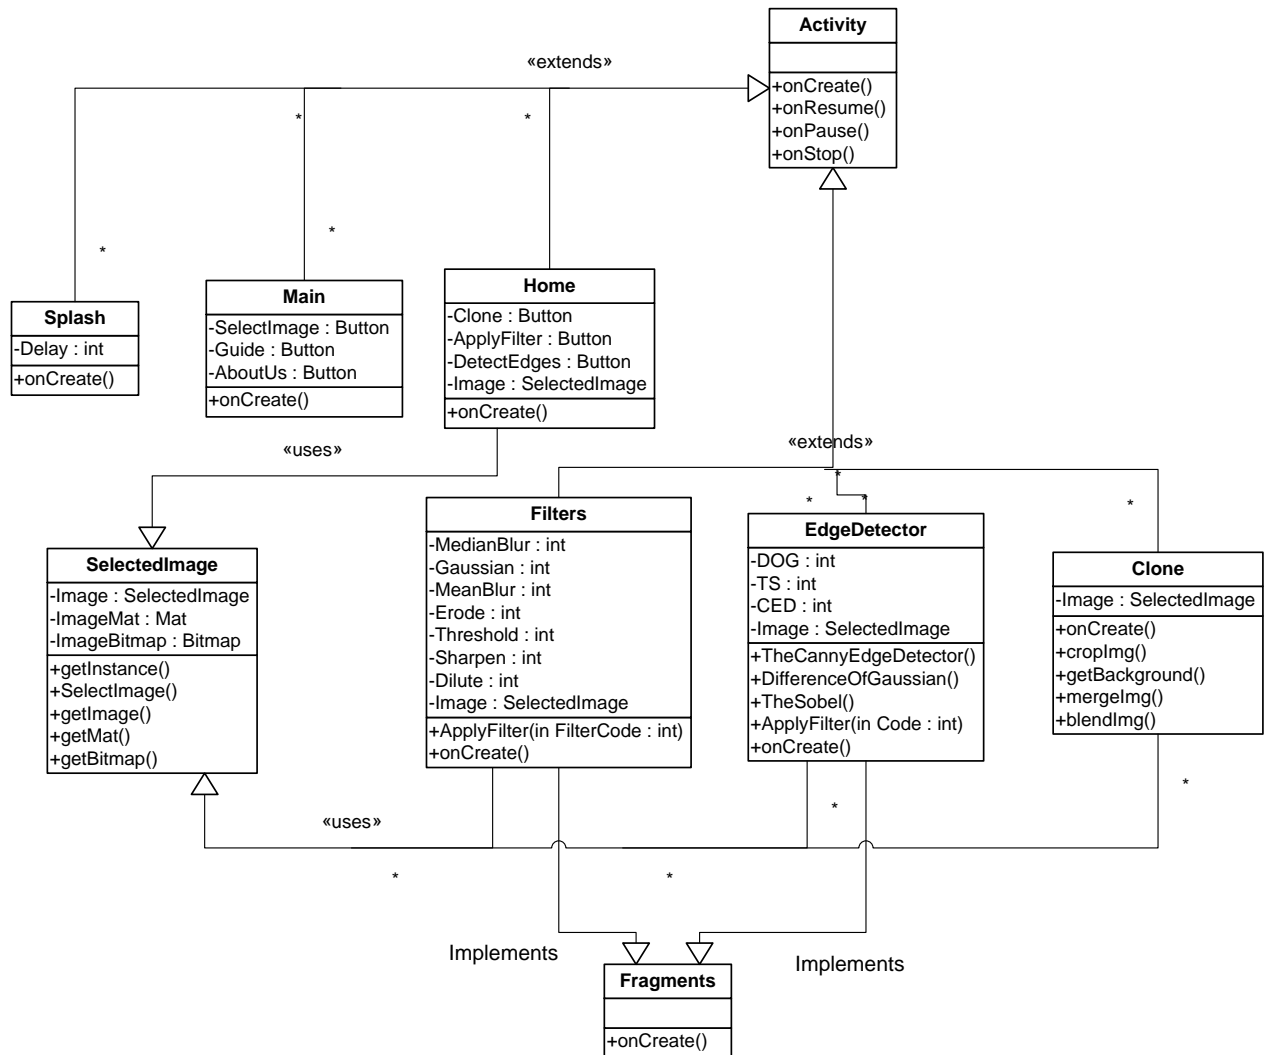 Activity
+onCreate()
+onResume()
+onPause()
+onStop()
«extends»
*
*
*
*
Splash
-Delay : int
+onCreate()
Main
-SelectImage : Button
-Guide : Button
-AboutUs : Button
+onCreate()
Home
-Clone : Button
-ApplyFilter : Button
-DetectEdges : Button
-Image : SelectedImage
+onCreate()
«uses»
«extends»
*
*
*
*
SelectedImage
-Image : SelectedImage
-ImageMat : Mat
-ImageBitmap : Bitmap
+getInstance()
+SelectImage()
+getImage()
+getMat()
+getBitmap()
Filters
-MedianBlur : int
-Gaussian : int
-MeanBlur : int
-Erode : int
-Threshold : int
-Sharpen : int
-Dilute : int
-Image : SelectedImage
+ApplyFilter(in FilterCode : int)
+onCreate()
EdgeDetector
-DOG : int
-TS : int
-CED : int
-Image : SelectedImage
+TheCannyEdgeDetector()
+DifferenceOfGaussian()
+TheSobel()
+ApplyFilter(in Code : int)
+onCreate()
Clone
-Image : SelectedImage
+onCreate()
+cropImg()
+getBackground()
+mergeImg()
+blendImg()
«uses»
*
*
*
*
Implements
Implements
Fragments
+onCreate()